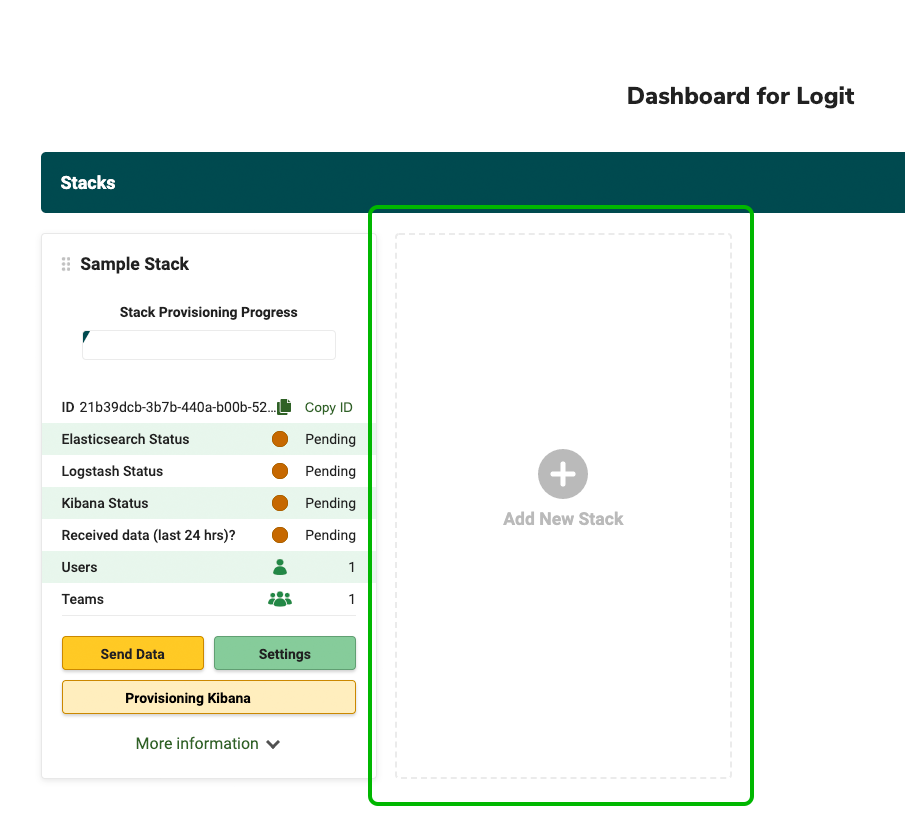 Dashboard for Logit
Stacks
Sample Stack
Stack Provisioning Progress
ID 21b39dcb-3b7b-440a-b00b-52... Copy ID
Elasticsearch Status Pending
Logstash Status Pending
Kibana Status Pending
Received data (last 24 hrs)? Pending
Users 1
Teams 1
Send Data Settings
Provisioning Kibana
More information
Add New Stack